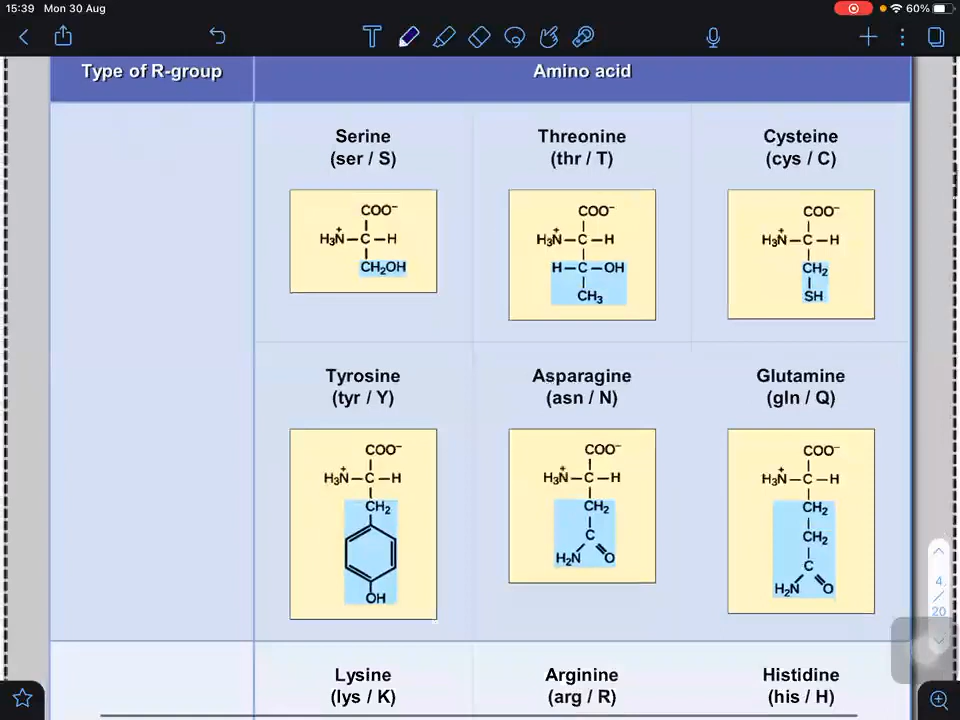 15:39 Mon 30 Aug
60%
Type of R-group Amino acid
Serine Threonine Cysteine
(ser / S) (thr / T) (cys / C)
COO⁻ COO⁻ COO⁻
H₃N⁺—C—H H₃N⁺—C—H H₃N⁺—C—H
CH₂OH H—C—OH CH₂
CH₃ SH
Tyrosine Asparagine Glutamine
(tyr / Y) (asn / N) (gln / Q)
COO⁻ COO⁻ COO⁻
H₃N⁺—C—H H₃N⁺—C—H H₃N⁺—C—H
CH₂ CH₂ CH₂
C CH₂
H₂N O C
OH H₂N O
4
/
20
Lysine Arginine Histidine
(lys / K) (arg / R) (his / H)